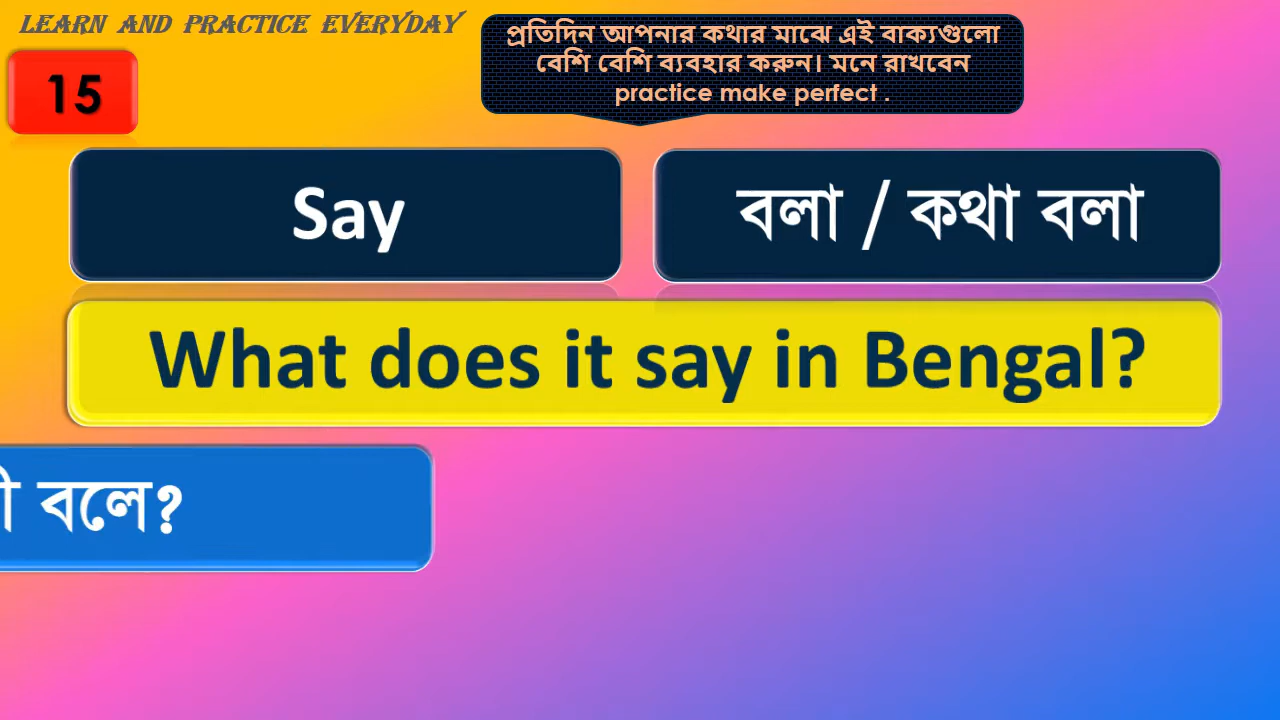 LEARN AND PRACTICE EVERYDAY
প্রতিদিন আপনার কথার মাঝে এই বাক্যগুলো
বেশি বেশি ব্যবহার করুন। মনে রাখবেন
practice make perfect .
15
Say
বলা / কথা বলা
What does it say in Bengal?
বলে?